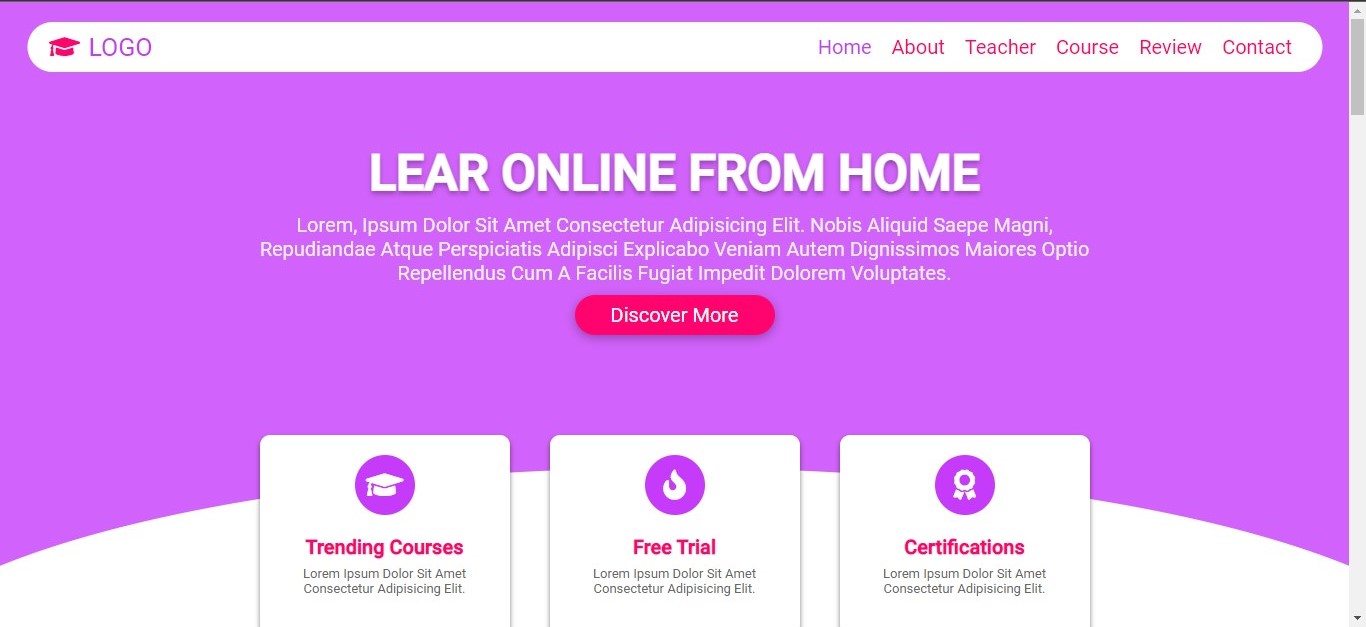 LOGO
Home About Teacher Course Review Contact
LEAR ONLINE FROM HOME
Lorem, Ipsum Dolor Sit Amet Consectetur Adipisicing Elit. Nobis Aliquid Saepe Magni,
Repudiandae Atque Perspiciatis Adipisci Explicabo Veniam Autem Dignissimos Maiores Optio
Repellendus Cum A Facilis Fugiat Impedit Dolorem Voluptates.
Discover More
Trending Courses
Lorem Ipsum Dolor Sit Amet
Consectetur Adipisicing Elit.
Free Trial
Lorem Ipsum Dolor Sit Amet
Consectetur Adipisicing Elit.
Certifications
Lorem Ipsum Dolor Sit Amet
Consectetur Adipisicing Elit.